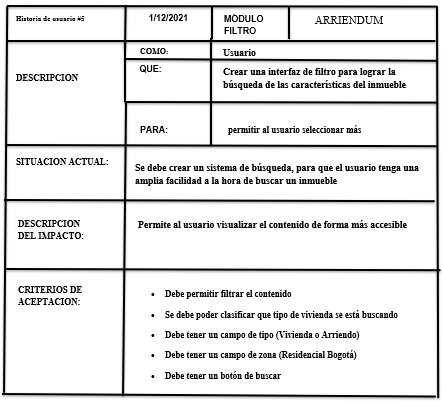 Historia de usuario #5 1/12/2021 MODULO ARRIENDUM
FILTRO
COMO: Usuario
DESCRIPCION QUE: Crear una interfaz de filtro para lograr la
búsqueda de las características del inmueble
PARA: permitir al usuario seleccionar más
SITUACION ACTUAL: Se debe crear un sistema de búsqueda, para que el usuario tenga una
amplia facilidad a la hora de buscar un inmueble
DESCRIPCION Permite al usuario visualizar el contenido de forma más accesible
DEL IMPACTO:
CRITERIOS DE
ACEPTACION:
• Debe permitir filtrar el contenido
• Se debe poder clasificar que tipo de vivienda se está buscando
• Debe tener un campo de tipo (Vivienda o Arriendo)
• Debe tener un campo de zona (Residencial Bogotá)
• Debe tener un botón de buscar